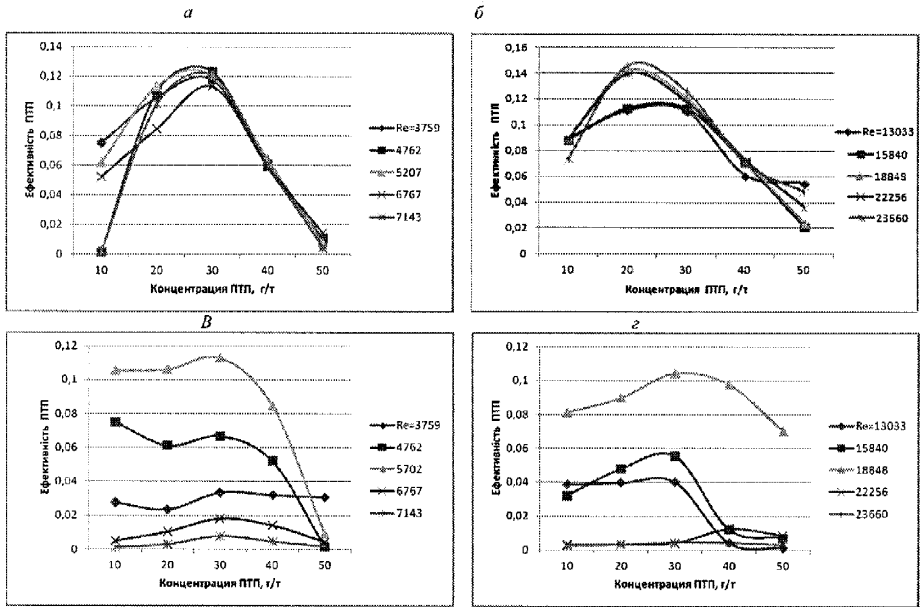 а
Ефективність ПТП
0,14
0,12
0,1
0,08
0,06
0,04
0,02
0
10 20 30 40 50
Концентрация ПТП, г/т
Re=3759
4762
5207
6767
7143
б
Ефективність ПТП
0,16
0,14
0,12
0,1
0,08
0,06
0,04
0,02
0
10 20 30 40 50
Концентрация ПТП, г/т
Re=13033
15840
18848
22256
23660
В
Ефективність ПТП
0,12
0,1
0,08
0,06
0,04
0,02
0
10 20 30 40 50
Концентрация ПТП, г/т
Re=3759
4762
5702
6767
7143
г
Ефективність ПТП
0,12
0,1
0,08
0,06
0,04
0,02
0
10 20 30 40 50
Концентрация ПТП, г/т
Re=13033
15840
18848
22256
23660